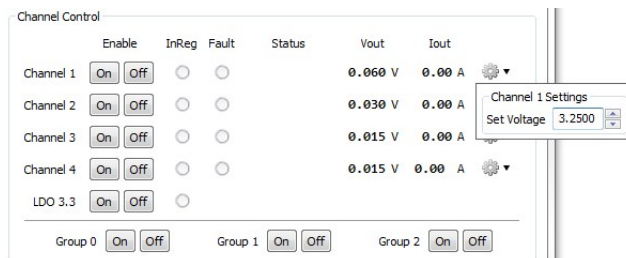 Channel Control
Enable InReg Fault Status Vout Iout
Channel 1 On Off 0.060 V 0.00 A
Channel 2 On Off 0.030 V 0.00 A
Channel 1 Settings
Set Voltage 3.2500
Channel 3 On Off 0.015 V 0.00 A
Channel 4 On Off 0.015 V 0.00 A
LDO 3.3 On Off
Group 0 On Off Group 1 On Off Group 2 On Off